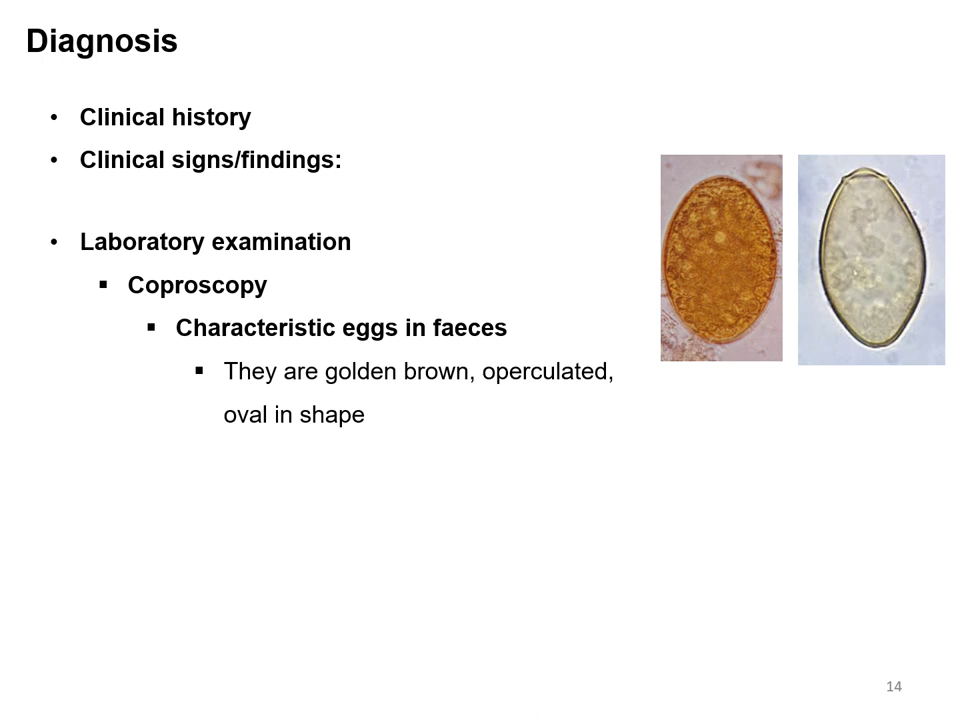 Diagnosis
• Clinical history
• Clinical signs/findings:
• Laboratory examination
▪ Coproscopy
▪ Characteristic eggs in faeces
▪ They are golden brown, operculated,
oval in shape
14